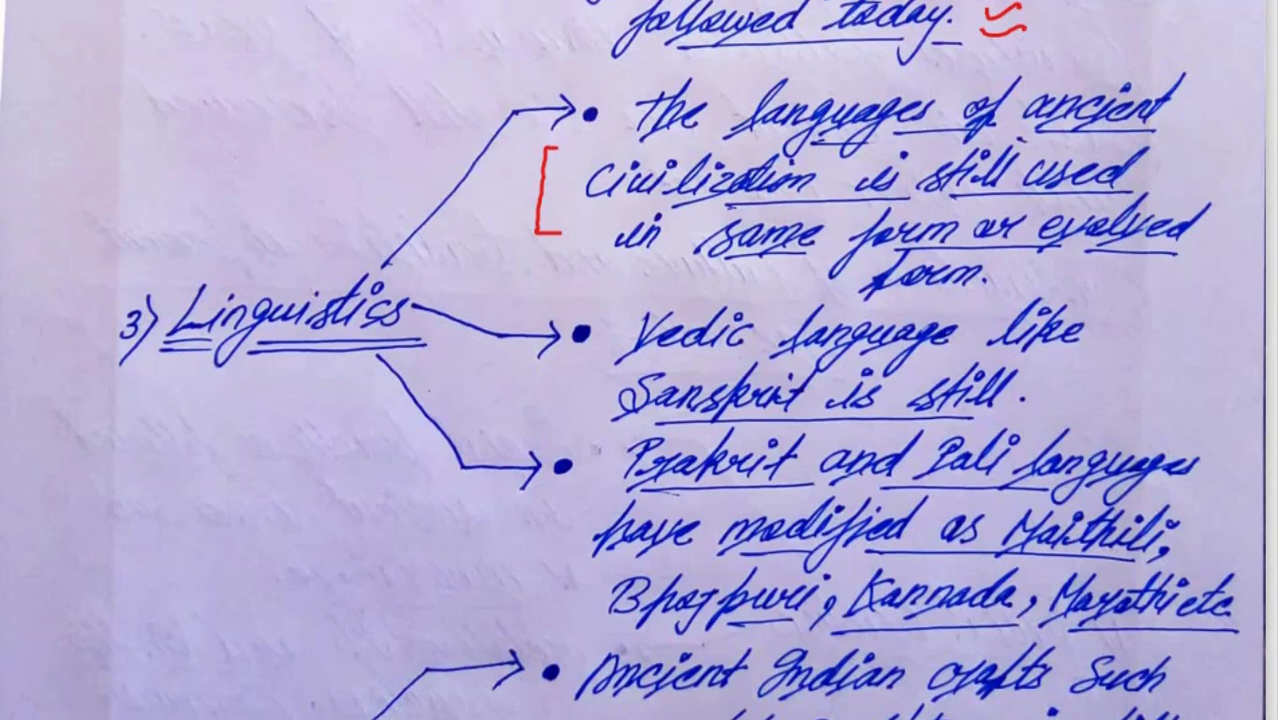 followed today.
• The languages of ancient
civilization is still used
in same form or evolved
form.
3) Linguistics
• Vedic language like
Sanskrit is still.
• Prakrit and Pali languages
have modified as Maithili,
Bhojpuri, Kannada, Marathi etc
• Ancient Indian crafts such